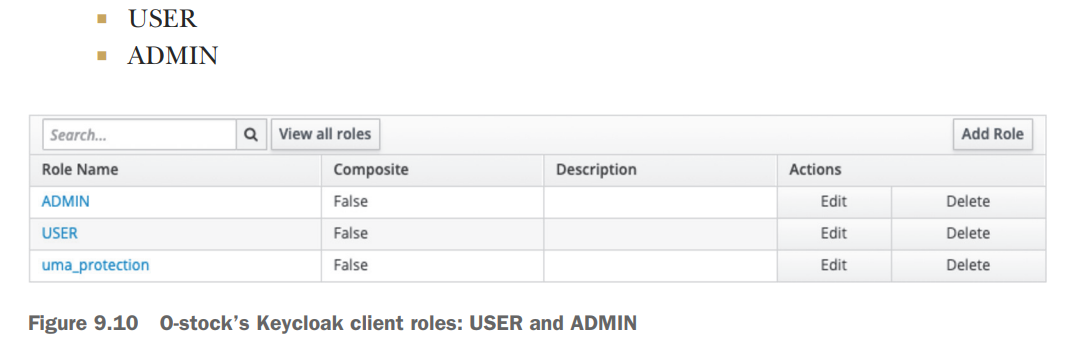 USER
ADMIN
Search... View all roles Add Role
Role Name Composite Description Actions
ADMIN False Edit Delete
USER False Edit Delete
uma_protection False Edit Delete
Figure 9.10 O-stock's Keycloak client roles: USER and ADMIN